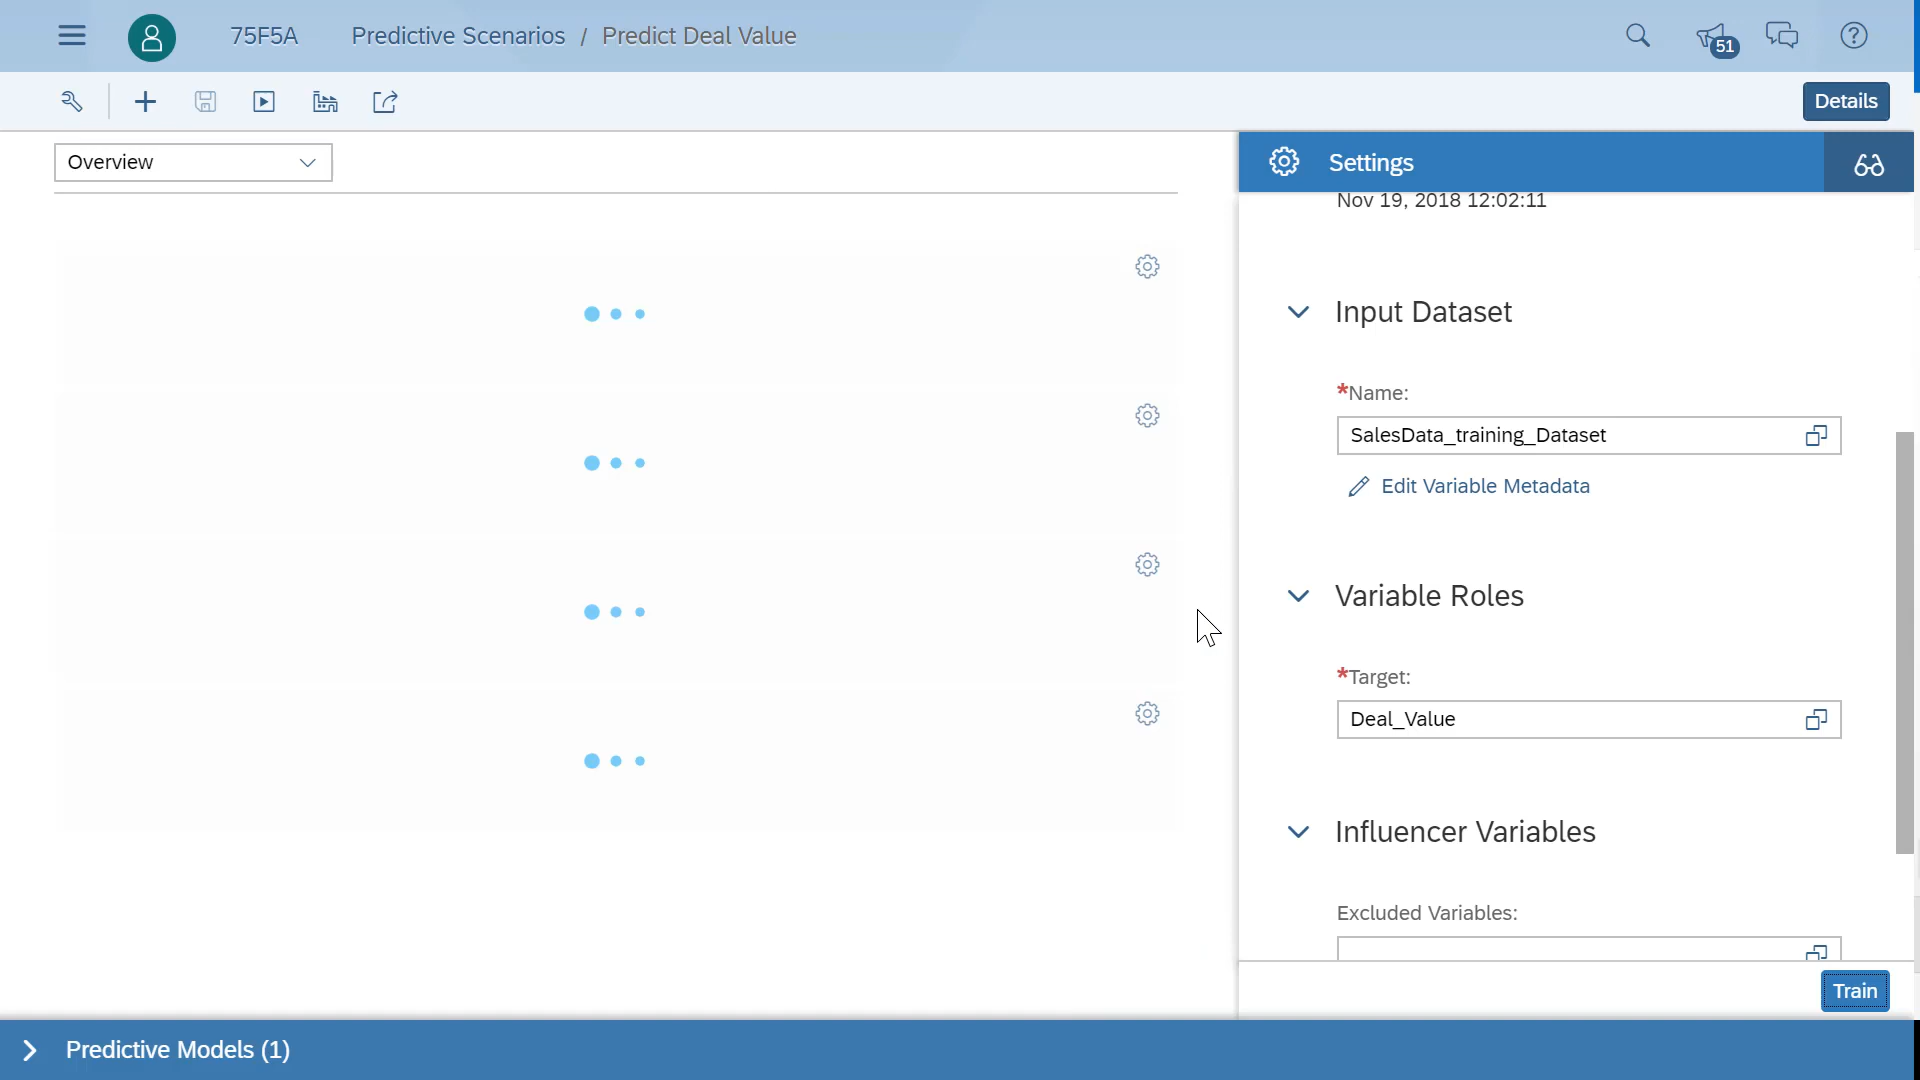 75F5A
Predictive Scenarios / Predict Deal Value
51
Details
Overview
Settings
Nov 19, 2018 12:02:11
Input Dataset
*Name:
SalesData_training_Dataset
Edit Variable Metadata
Variable Roles
*Target:
Deal_Value
Influencer Variables
Excluded Variables:
Train
Predictive Models (1)